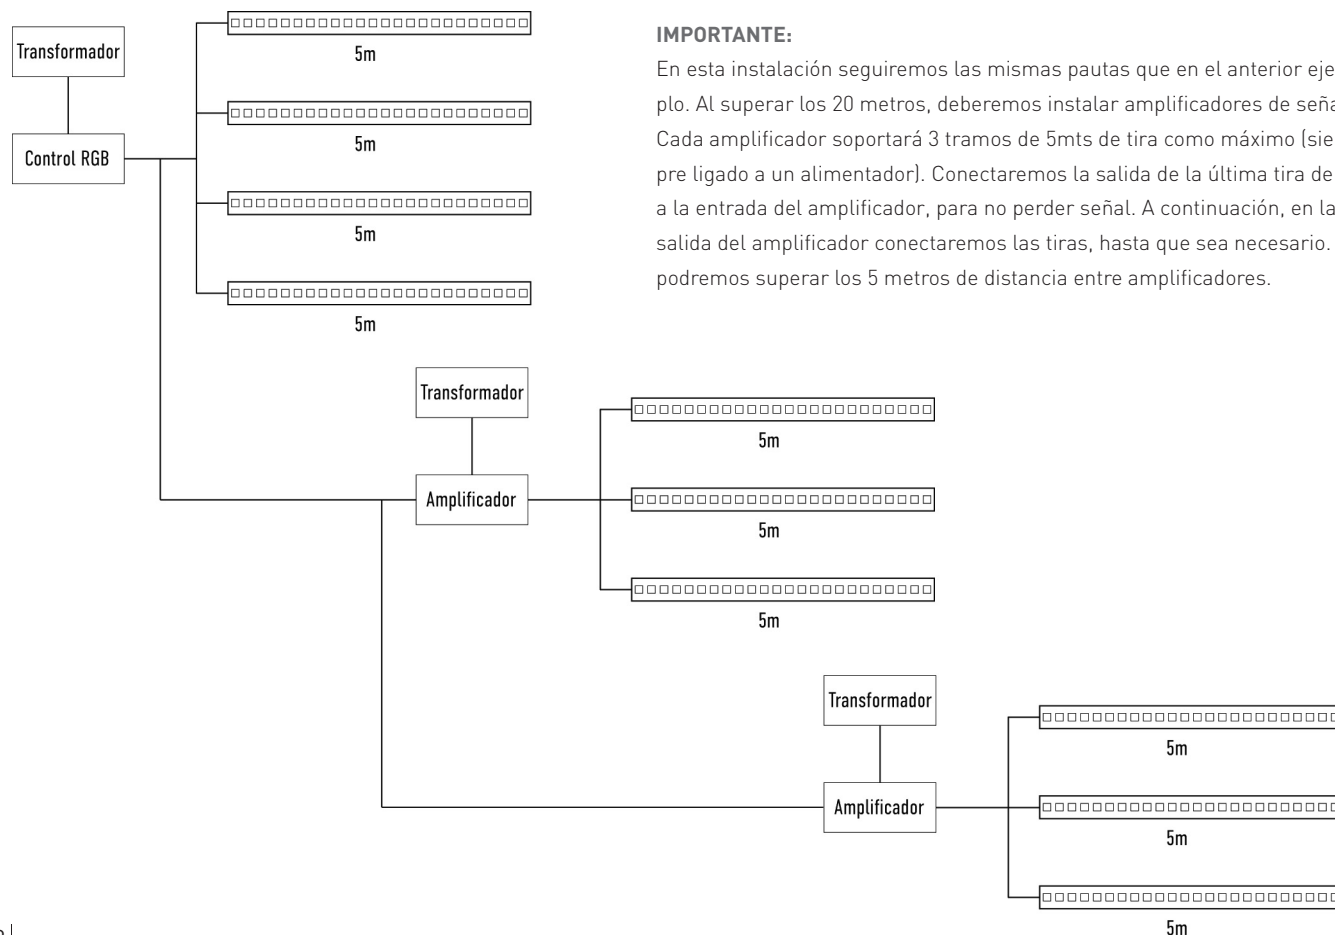 Transformador
Control RGB
5m
5m
5m
5m
IMPORTANTE:
En esta instalación seguiremos las mismas pautas que en el anterior eje
plo. Al superar los 20 metros, deberemos instalar amplificadores de seña
Cada amplificador soportará 3 tramos de 5mts de tira como máximo (sie
pre ligado a un alimentador). Conectaremos la salida de la última tira de
a la entrada del amplificador, para no perder señal. A continuación, en la
salida del amplificador conectaremos las tiras, hasta que sea necesario.
podremos superar los 5 metros de distancia entre amplificadores.
Transformador
Amplificador
5m
5m
5m
Transformador
Amplificador
5m
5m
5m